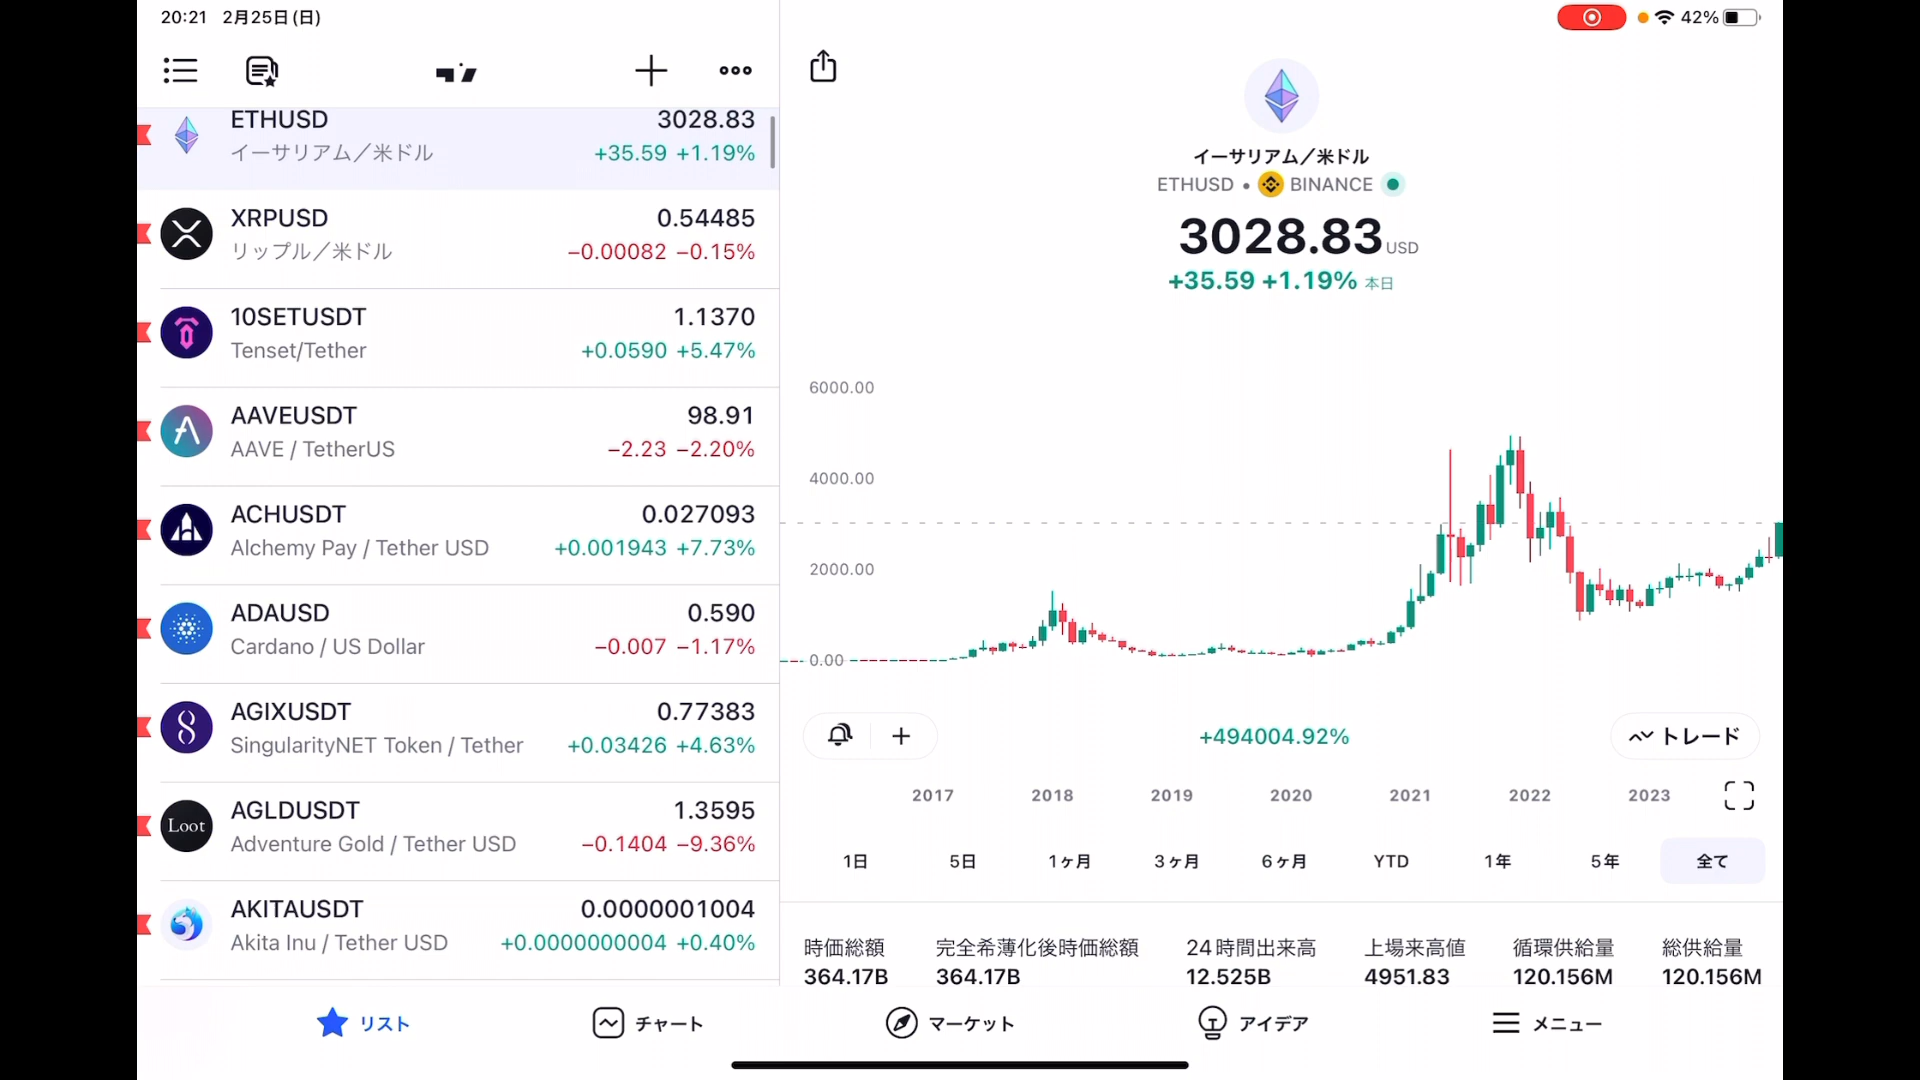 20:21 2月25日(日)
42%
ETHUSD 3028.83
イーサリアム／米ドル +35.59 +1.19%
XRPUSD 0.54485
リップル／米ドル −0.00082 −0.15%
10SETUSDT 1.1370
Tenset/Tether +0.0590 +5.47%
AAVEUSDT 98.91
AAVE / TetherUS −2.23 −2.20%
ACHUSDT 0.027093
Alchemy Pay / Tether USD +0.001943 +7.73%
ADAUSD 0.590
Cardano / US Dollar −0.007 −1.17%
AGIXUSDT 0.77383
SingularityNET Token / Tether +0.03426 +4.63%
Loot
AGLDUSDT 1.3595
Adventure Gold / Tether USD −0.1404 −9.36%
AKITAUSDT 0.0000001004
Akita Inu / Tether USD +0.0000000004 +0.40%
イーサリアム／米ドル
ETHUSD • BINANCE
3028.83 USD
+35.59 +1.19% 本日
6000.00
4000.00
2000.00
0.00
+494004.92%
トレード
2017 2018 2019 2020 2021 2022 2023
1日 5日 1ヶ月 3ヶ月 6ヶ月 YTD 1年 5年 全て
時価総額 完全希薄化後時価総額 24時間出来高 上場来高値 循環供給量 総供給量
364.17B 364.17B 12.525B 4951.83 120.156M 120.156M
リスト チャート マーケット アイデア メニュー